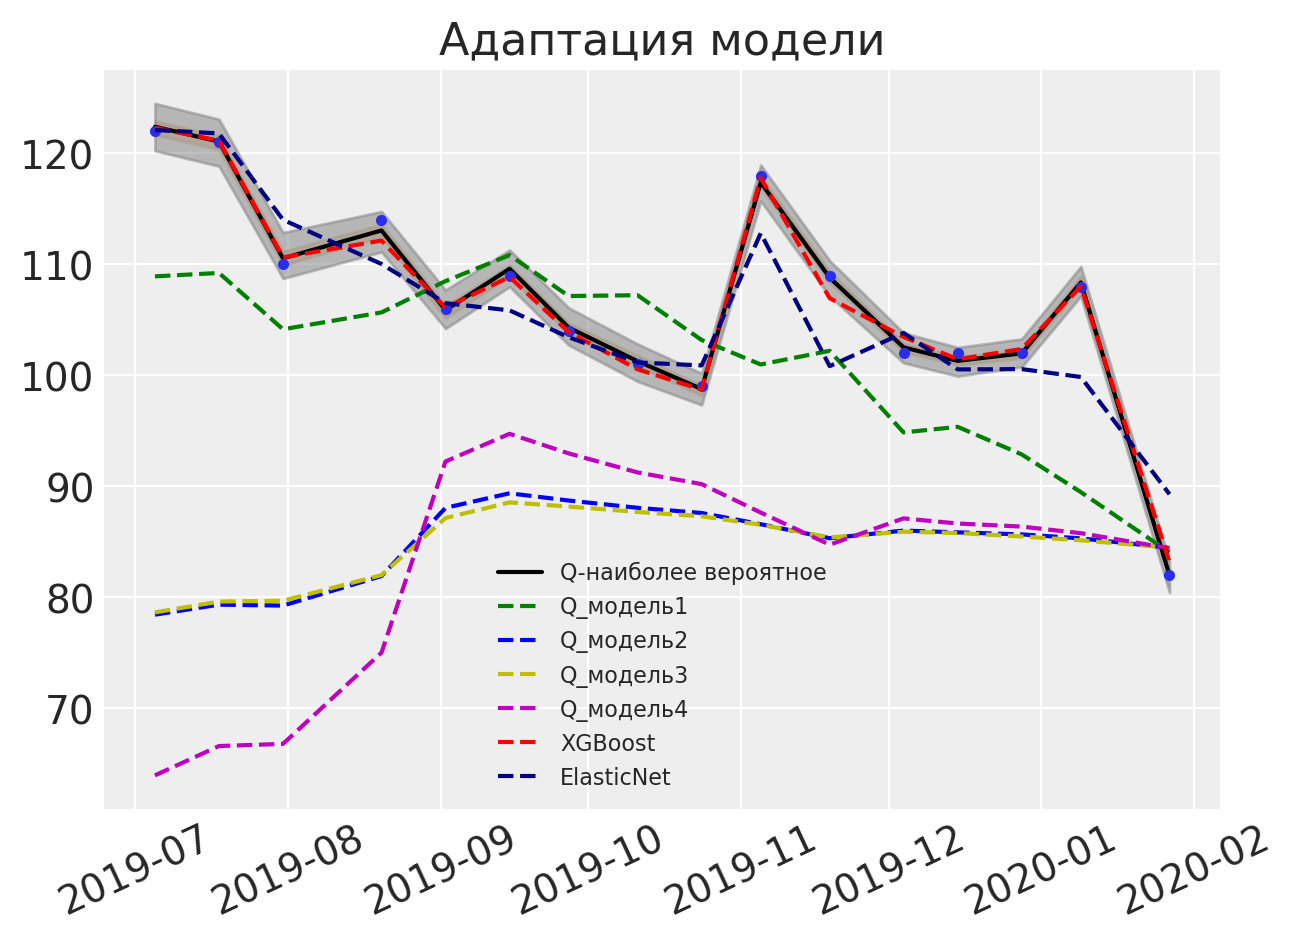 Адаптация модели
120
110
100
90
80
70
Q-наиболее вероятное
Q_модель1
Q_модель2
Q_модель3
Q_модель4
XGBoost
ElasticNet
2019-07 2019-08 2019-09 2019-10 2019-11 2019-12 2020-01 2020-02